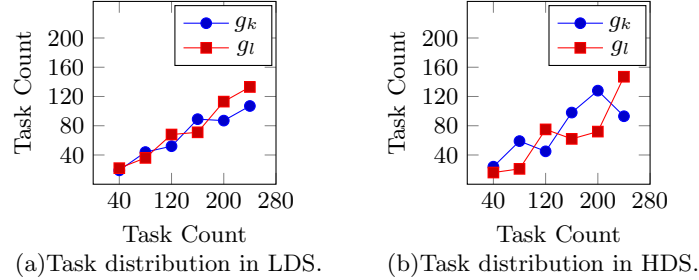 g_k
g_l
200
160
120
80
40
Task Count
40
120
200
280
Task Count
(a)Task distribution in LDS.
g_k
g_l
200
160
120
80
40
Task Count
40
120
200
280
Task Count
(b)Task distribution in HDS.